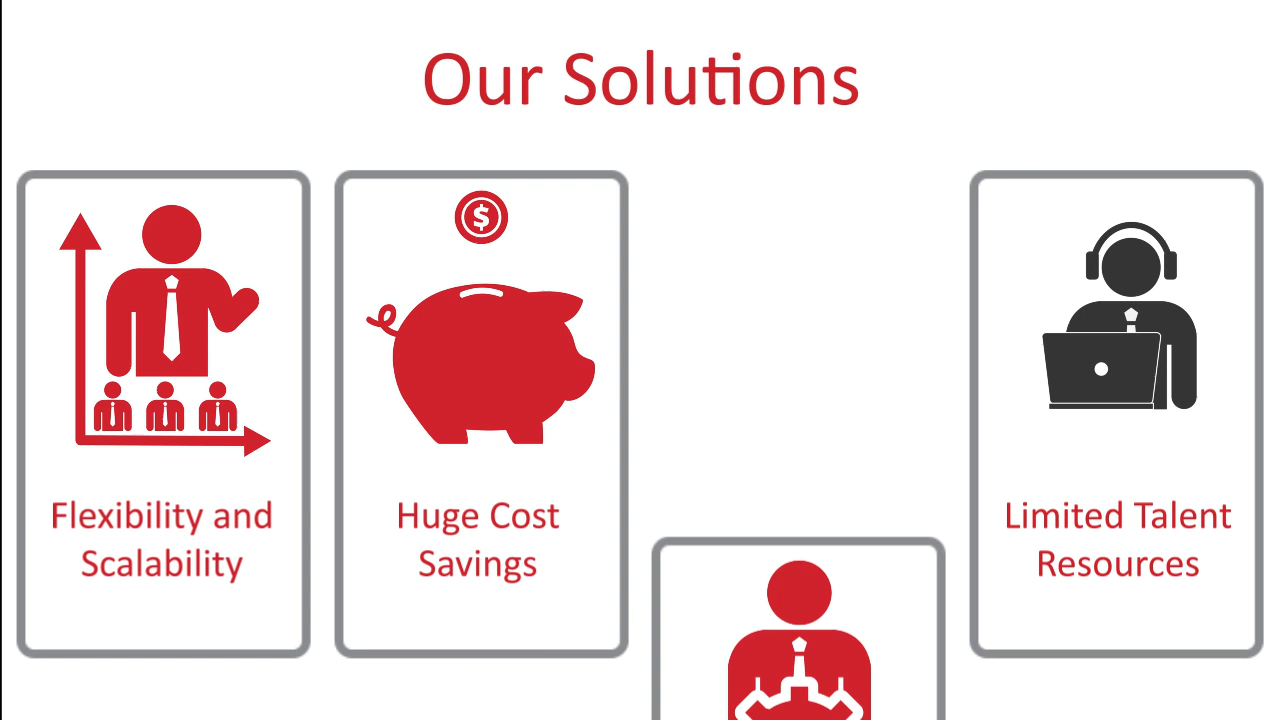 Our Solutions
$
Flexibility and
Scalability
Huge Cost
Savings
Limited Talent
Resources